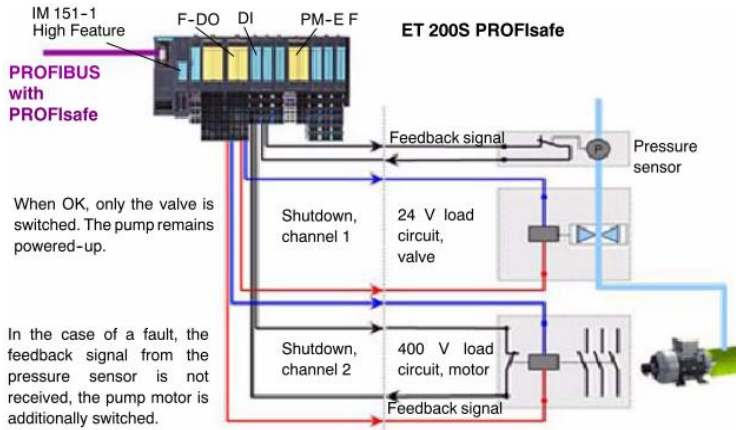 IM 151-1
High Feature
F-DO
DI
PM-E F
ET 200S PROFIsafe
PROFIBUS
with
PROFIsafe
Feedback signal
P
Pressure
sensor
When OK, only the valve is
switched. The pump remains
powered-up.
Shutdown,
channel 1
24 V load
circuit,
valve
In the case of a fault, the
feedback signal from the
pressure sensor is not
received, the pump motor is
additionally switched.
Shutdown,
channel 2
400 V load
circuit, motor
Feedback signal